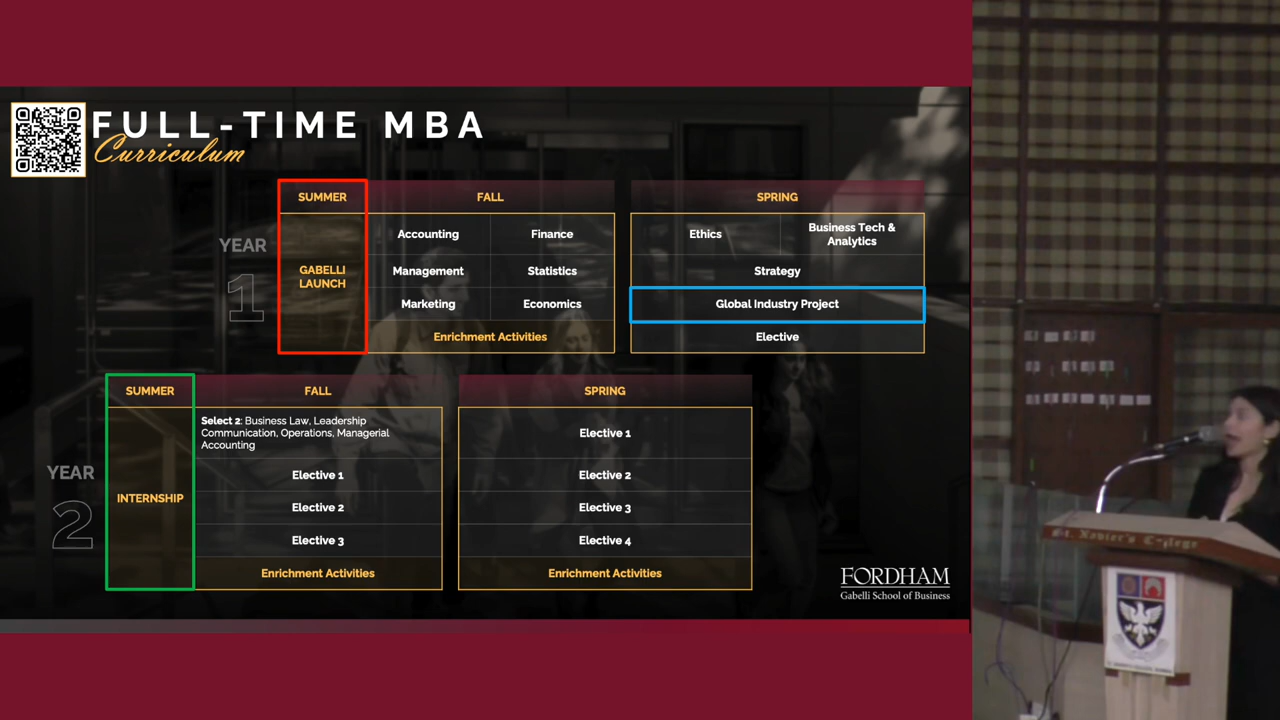 FULL-TIME MBA
Curriculum
SUMMER
FALL
SPRING
YEAR
1
GABELLI
LAUNCH
Accounting
Finance
Management
Statistics
Marketing
Economics
Enrichment Activities
Ethics
Business Tech &
Analytics
Strategy
Global Industry Project
Elective
SUMMER
FALL
SPRING
YEAR
2
INTERNSHIP
Select 2: Business Law, Leadership
Communication, Operations, Managerial
Accounting
Elective 1
Elective 2
Elective 3
Enrichment Activities
Elective 1
Elective 2
Elective 3
Elective 4
Enrichment Activities
FORDHAM
Gabelli School of Business
St. Xavier's College